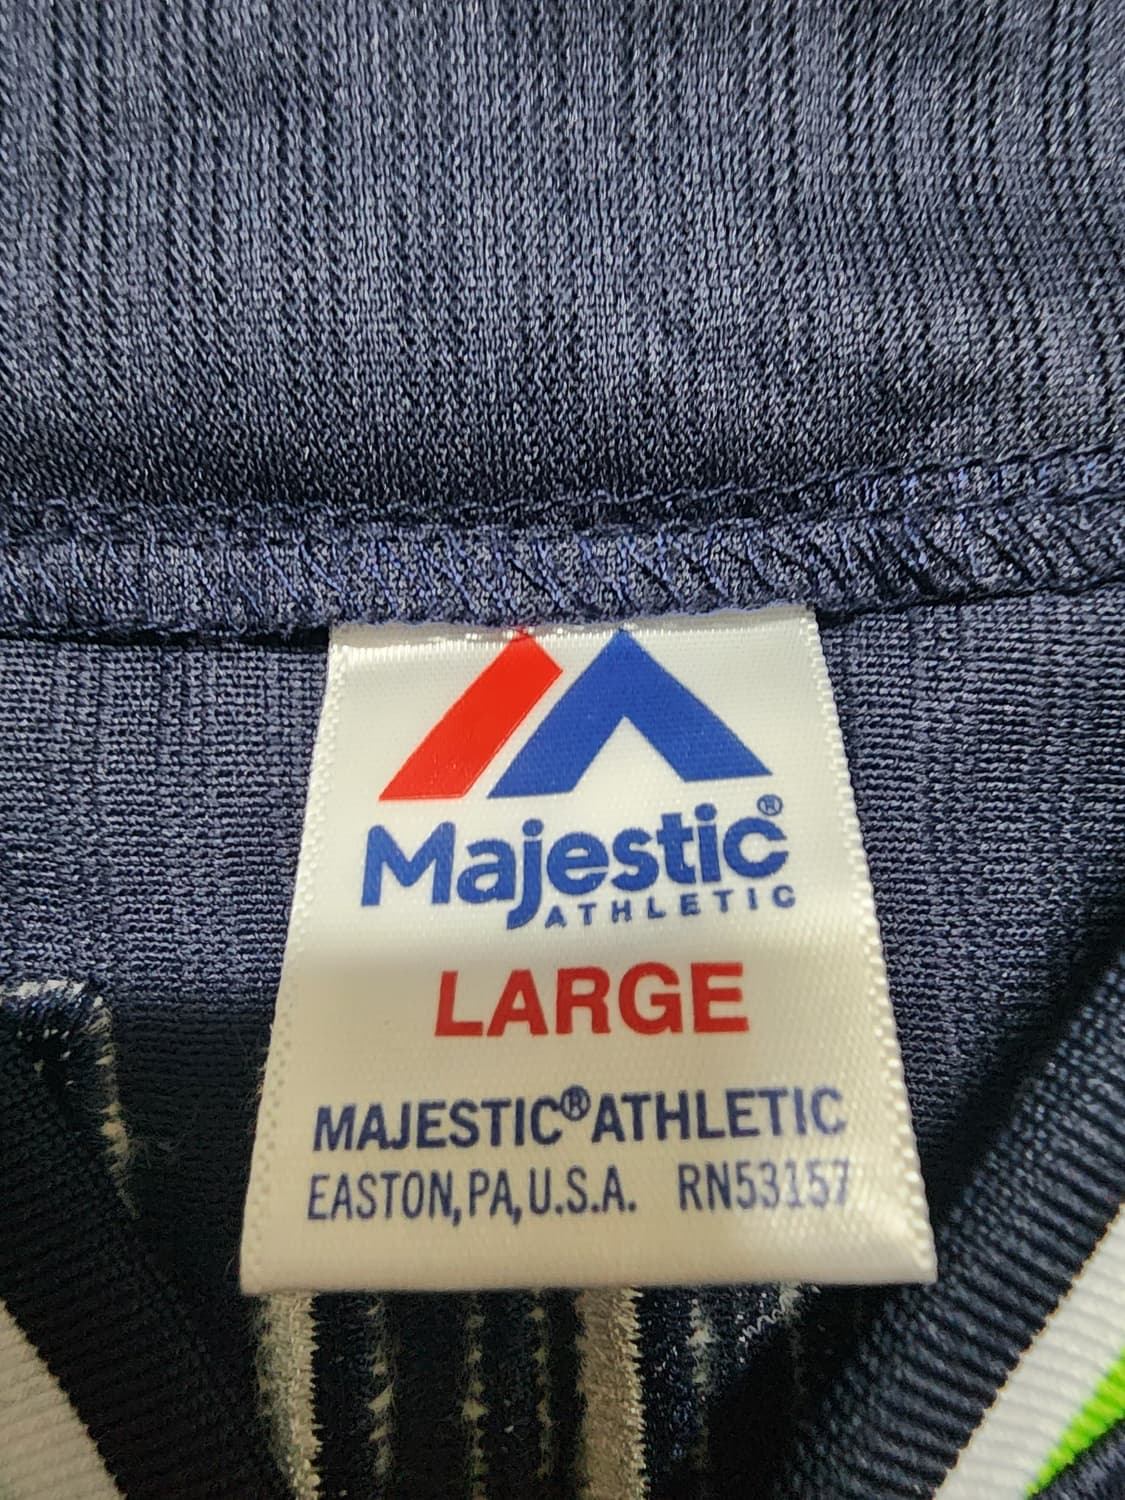 Majestic®
ATHLETIC
LARGE
MAJESTIC®ATHLETIC
EASTON,PA,U.S.A. RN53157